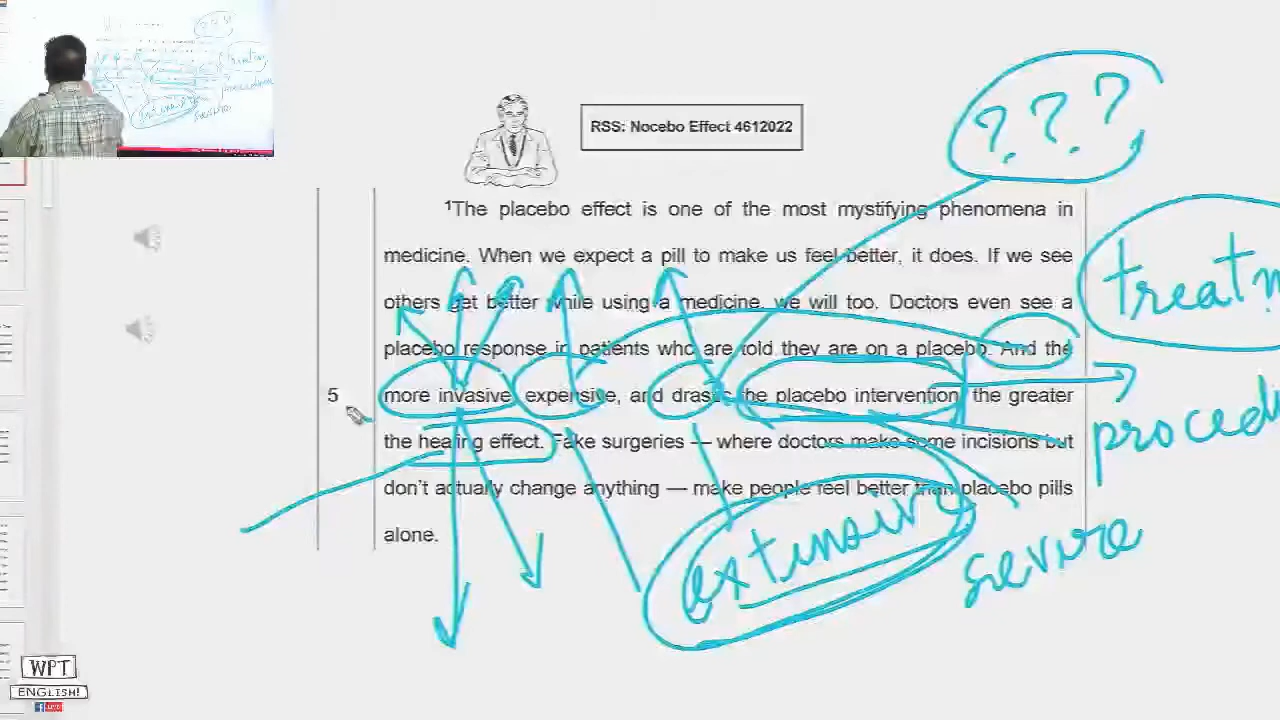 RSS: Nocebo Effect 4612022
? ? ?
¹The placebo effect is one of the most mystifying phenomena in
medicine. When we expect a pill to make us feel better, it does. If we see
others get better while using a medicine, we will too. Doctors even see a
placebo response in patients who are told they are on a placebo. And the
5 more invasive, expensive, and drastic the placebo intervention, the greater
the healing effect. Fake surgeries — where doctors make some incisions but
don't actually change anything — make people feel better than placebo pills
alone.
treatm
proced
extensive
severe
WPT
ENGLISH!